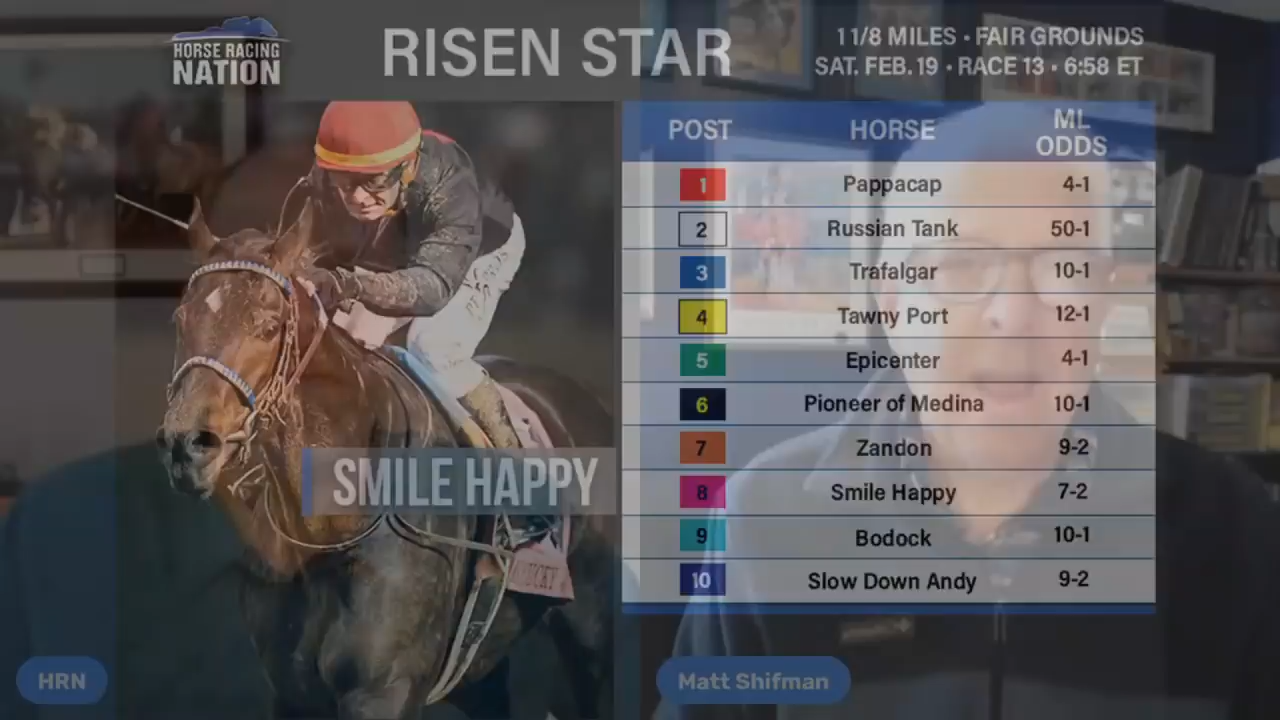 HORSE RACING
NATION
RISEN STAR
1 1/8 MILES • FAIR GROUNDS
SAT. FEB. 19 • RACE 13 • 6:58 ET
POST HORSE ML ODDS
1 Pappacap 4-1
2 Russian Tank 50-1
3 Trafalgar 10-1
4 Tawny Port 12-1
5 Epicenter 4-1
6 Pioneer of Medina 10-1
7 Zandon 9-2
8 Smile Happy 7-2
9 Bodock 10-1
10 Slow Down Andy 9-2
SMILE HAPPY
HRN
Matt Shifman